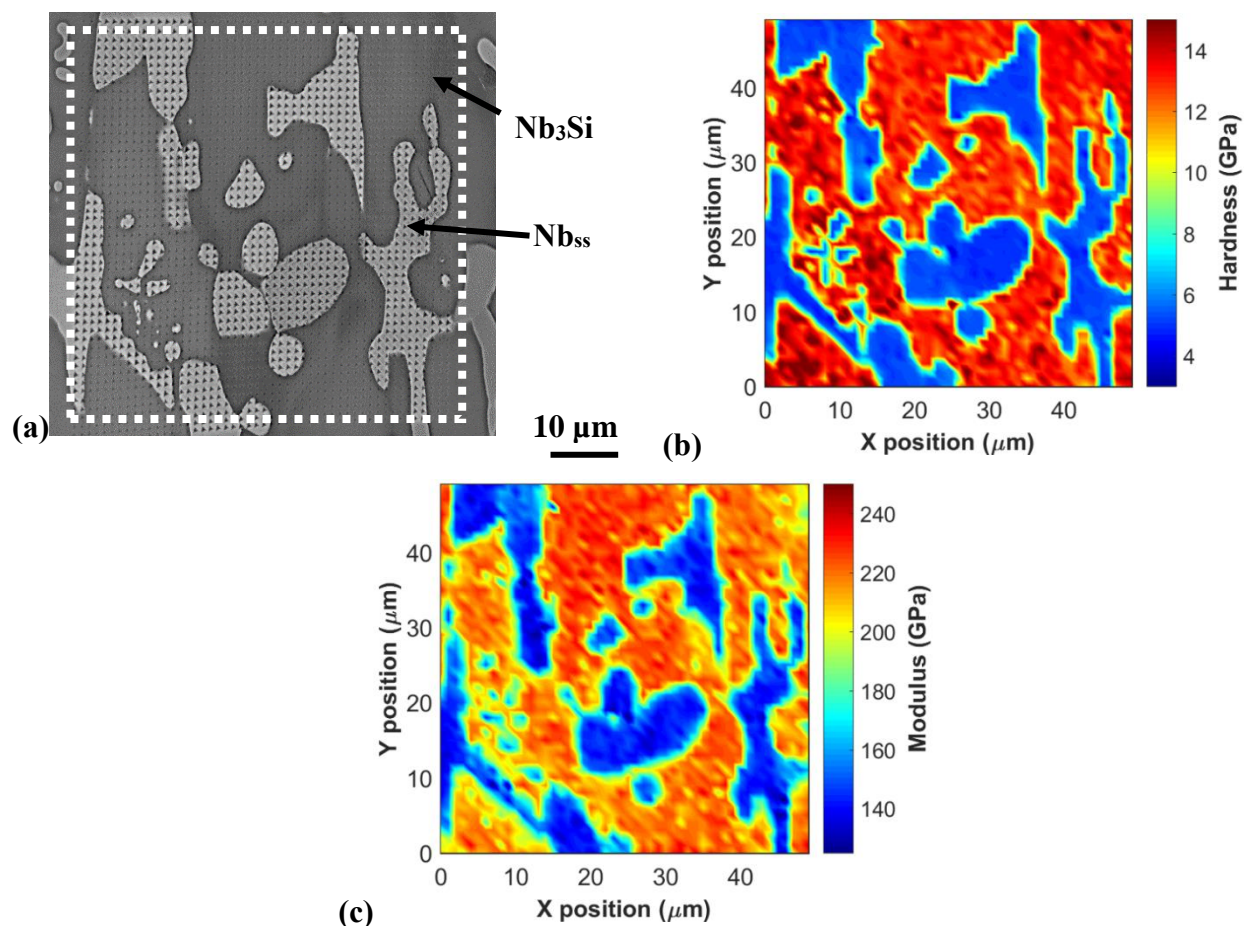 Nb₃Si
Nbss
(a)
10 μm
(b)
Y position (μm)
40
30
20
10
0
0 10 20 30 40
X position (μm)
14
12
10
8
6
4
Hardness (GPa)
(c)
Y position (μm)
40
30
20
10
0
0 10 20 30 40
X position (μm)
240
220
200
180
160
140
Modulus (GPa)